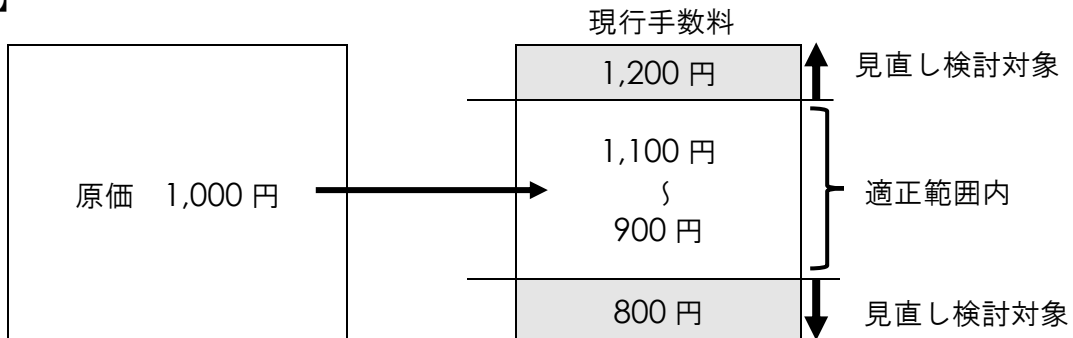 】
現行手数料
1,200 円
見直し検討対象
1,100 円
～
900 円
原価　1,000 円
適正範囲内
800 円
見直し検討対象